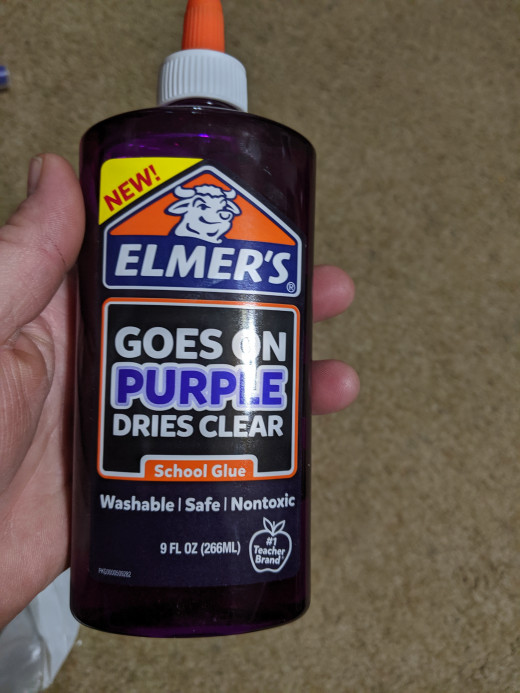 NEW!
ELMER'S®
GOES ON
PURPLE
DRIES CLEAR
School Glue
Washable | Safe | Nontoxic
9 FL OZ (266ML)
#1
Teacher
Brand